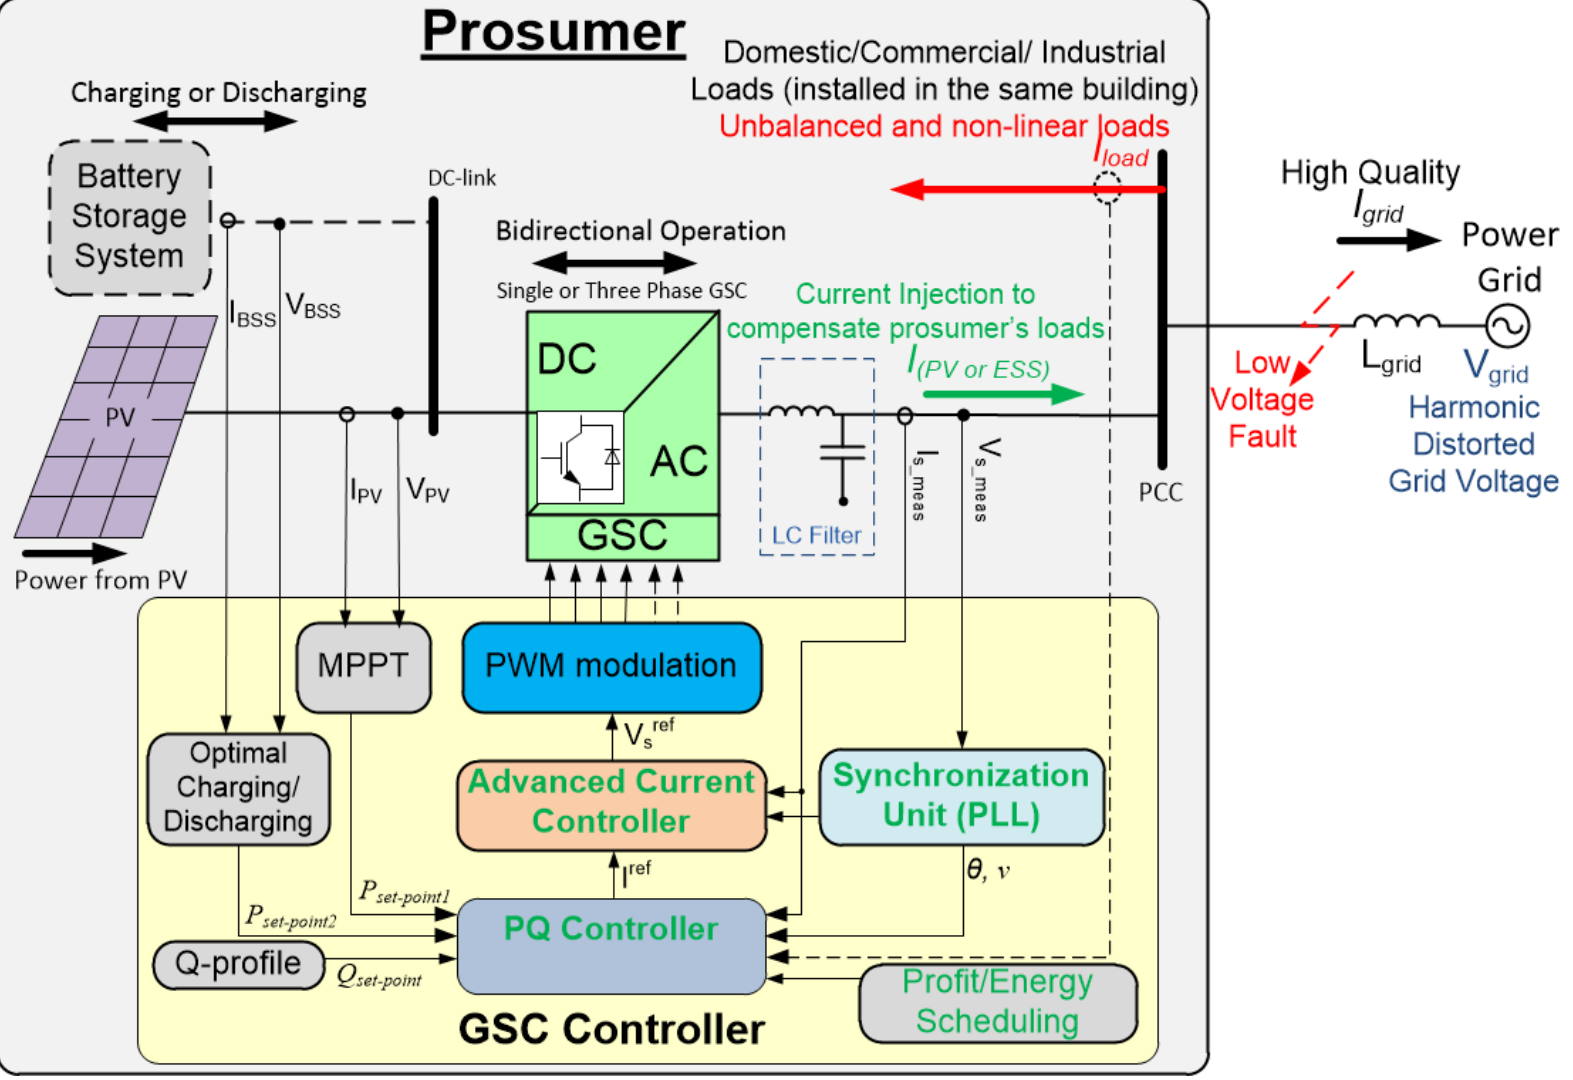 Prosumer
Charging or Discharging
Battery
Storage
System
DC-link
Domestic/Commercial/ Industrial
Loads (installed in the same building)
Unbalanced and non-linear loads
Iload
High Quality
Igrid
Power
Grid
Bidirectional Operation
Single or Three Phase GSC
Current Injection to
compensate prosumer's loads
I(PV or ESS)
IBSS
VBSS
DC
AC
GSC
PV
IPV
VPV
Power from PV
LC Filter
Is_meas
Vs_meas
PCC
Low
Voltage
Fault
Lgrid
Vgrid
Harmonic
Distorted
Grid Voltage
MPPT
PWM modulation
Vsref
Optimal
Charging/
Discharging
Advanced Current
Controller
Synchronization
Unit (PLL)
Iref
θ, v
Pset-point1
Pset-point2
PQ Controller
Q-profile
Qset-point
Profit/Energy
Scheduling
GSC Controller